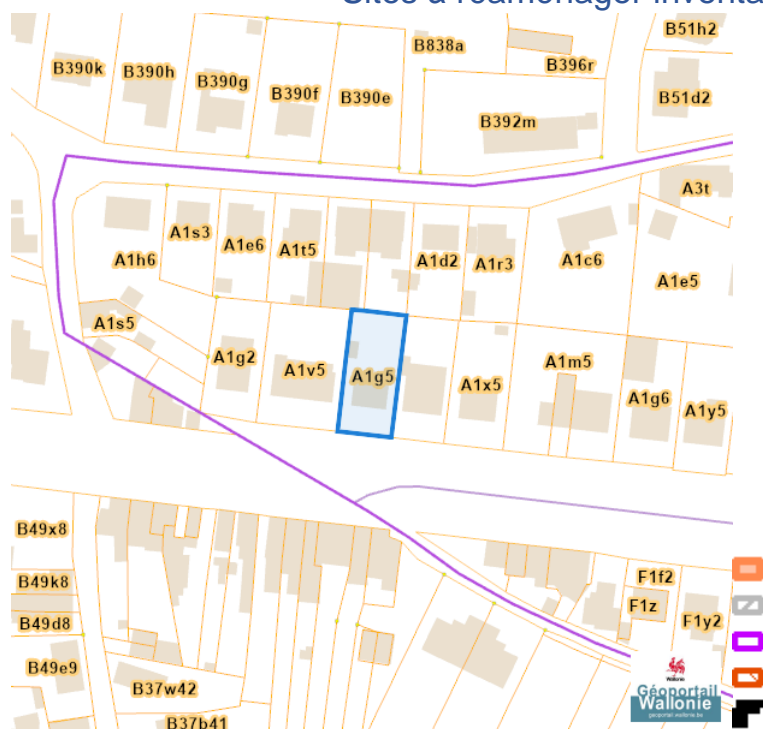 Sites à réaménager inventa
B390k
B390h
B390g
B390f
B390e
B838a
B396r
B51h2
B51d2
B392m
A3t
A1h6
A1s3
A1e6
A1t5
A1d2
A1r3
A1c6
A1e5
A1s5
A1g2
A1v5
A1g5
A1x5
A1m5
A1g6
A1y5
B49x8
B49k8
B49d8
B49e9
B37w42
B37b41
F1f2
F1z
F1y2
Wallonie
Géoportail
Wallonie
geoportail.wallonie.be